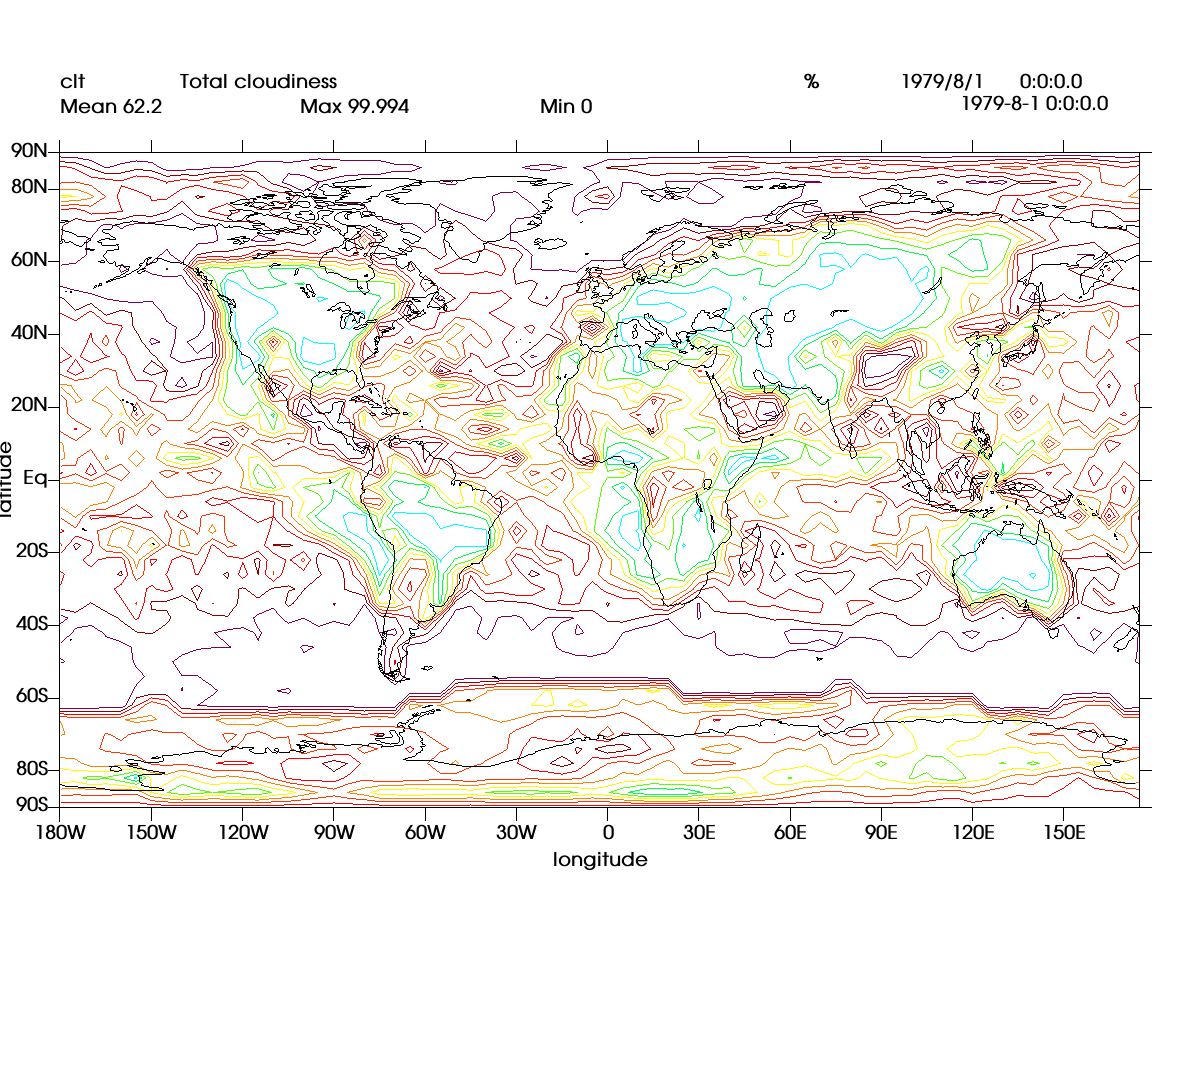 clt Total cloudiness % 1979/8/1 0:0:0.0
Mean 62.2 Max 99.994 Min 0 1979-8-1 0:0:0.0
90N
80N
60N
40N
20N
Eq
20S
40S
60S
80S
90S
latitude
180W 150W 120W 90W 60W 30W 0 30E 60E 90E 120E 150E
longitude